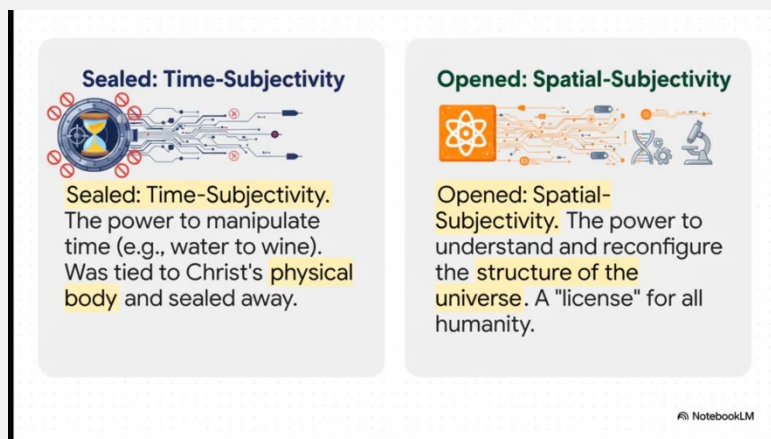 Sealed: Time-Subjectivity
Sealed: Time-Subjectivity.
The power to manipulate
time (e.g., water to wine).
Was tied to Christ's physical
body and sealed away.
Opened: Spatial-Subjectivity
Opened: Spatial-
Subjectivity. The power to
understand and reconfigure
the structure of the
universe. A "license" for all
humanity.
NotebookLM